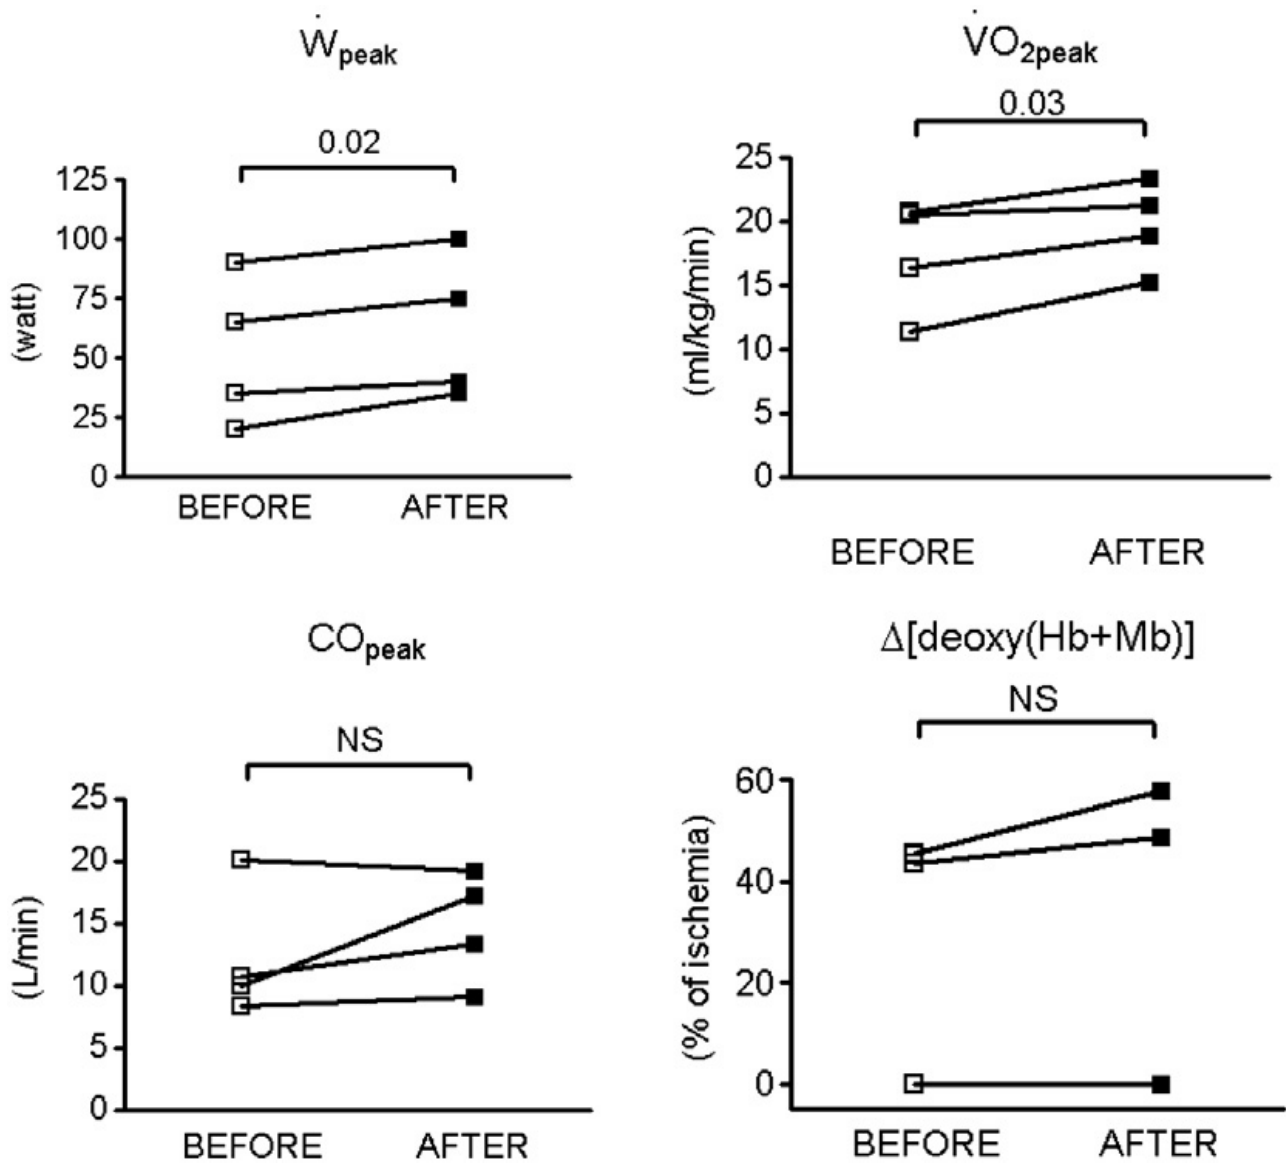 Ẇpeak
0.02
125
100
75
50
25
0
(watt)
BEFORE AFTER
V̇O2peak
0.03
25
20
15
10
5
0
(ml/kg/min)
BEFORE AFTER
COpeak
NS
25
20
15
10
5
0
(L/min)
BEFORE AFTER
Δ[deoxy(Hb+Mb)]
NS
60
40
20
0
(% of ischemia)
BEFORE AFTER